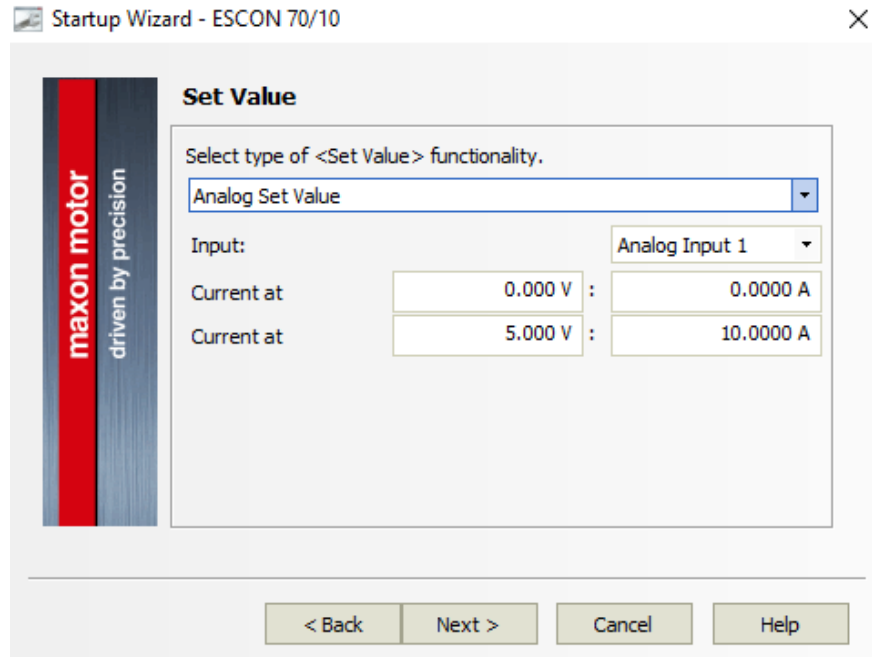 Startup Wizard - ESCON 70/10
maxon motor
driven by precision
Set Value
Select type of <Set Value> functionality.
Analog Set Value
Input: Analog Input 1
Current at 0.000 V : 0.0000 A
Current at 5.000 V : 10.0000 A
< Back Next > Cancel Help